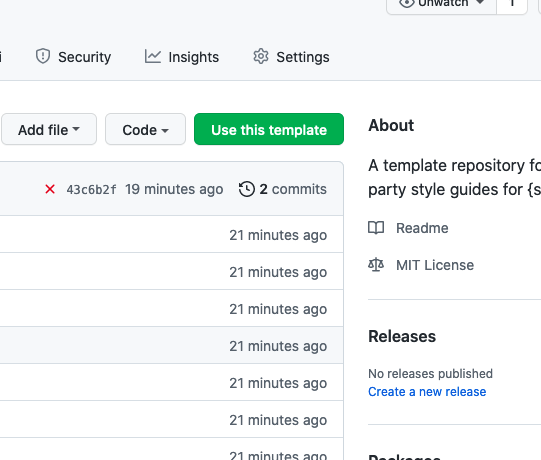 Unwatch 1
Security Insights Settings
Add file Code Use this template
43c6b2f 19 minutes ago 2 commits
21 minutes ago
21 minutes ago
21 minutes ago
21 minutes ago
21 minutes ago
21 minutes ago
21 minutes ago
About
A template repository fo
party style guides for {s
Readme
MIT License
Releases
No releases published
Create a new release
Packages